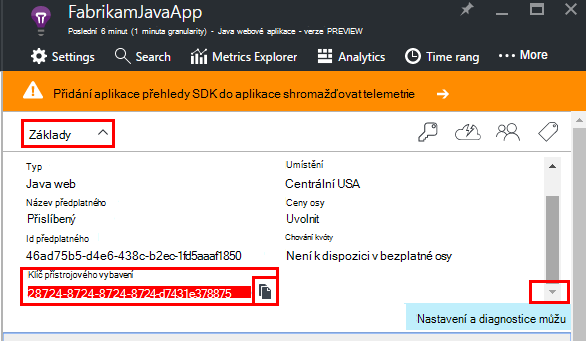 FabrikamJavaApp
Poslední 6 minut (1 minuta granularity) - Java webové aplikace - verze PREVIEW
Settings Search Metrics Explorer Analytics Time rang ••• More
Přidání aplikace přehledy SDK do aplikace shromažďovat telemetrie
Základy
Typ
Java web
Umístění
Centrální USA
Název předplatného
Přislíbený
Ceny osy
Uvolnit
Id předplatného
46ad75b5-d4e6-438c-b2ec-1fd5aaaf1850
Chování kvóty
Není k dispozici v bezplatné osy
Klíč přístrojového vybavení
28724-8724-8724-8724-d7431e378875
Nastavení a diagnostice můžu